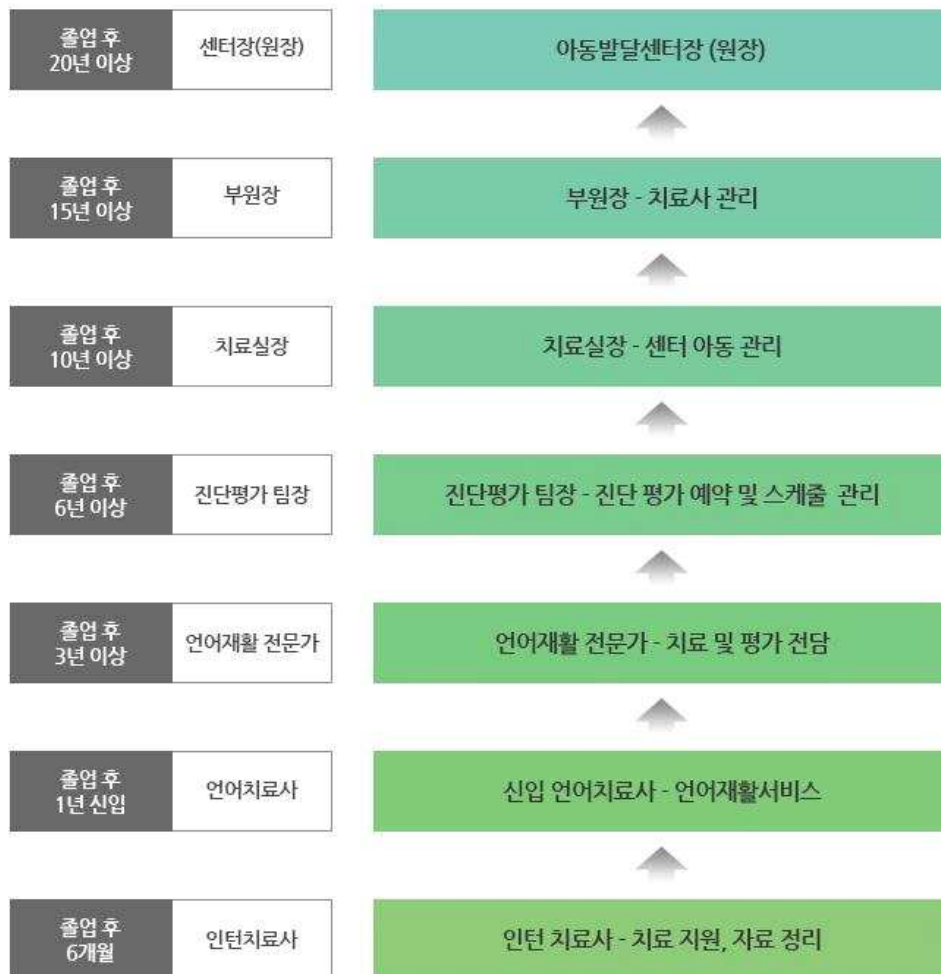 졸업 후
20년 이상
센터장(원장)
아동발달센터장 (원장)
졸업 후
15년 이상
부원장
부원장 - 치료사 관리
졸업 후
10년 이상
치료실장
치료실장 - 센터 아동 관리
졸업 후
6년 이상
진단평가 팀장
진단평가 팀장 - 진단 평가 예약 및 스케줄 관리
졸업 후
3년 이상
언어재활 전문가
언어재활 전문가 - 치료 및 평가 전담
졸업 후
1년 신입
언어치료사
신입 언어치료사 - 언어재활서비스
졸업 후
6개월
인턴치료사
인턴 치료사 - 치료 지원, 자료 정리